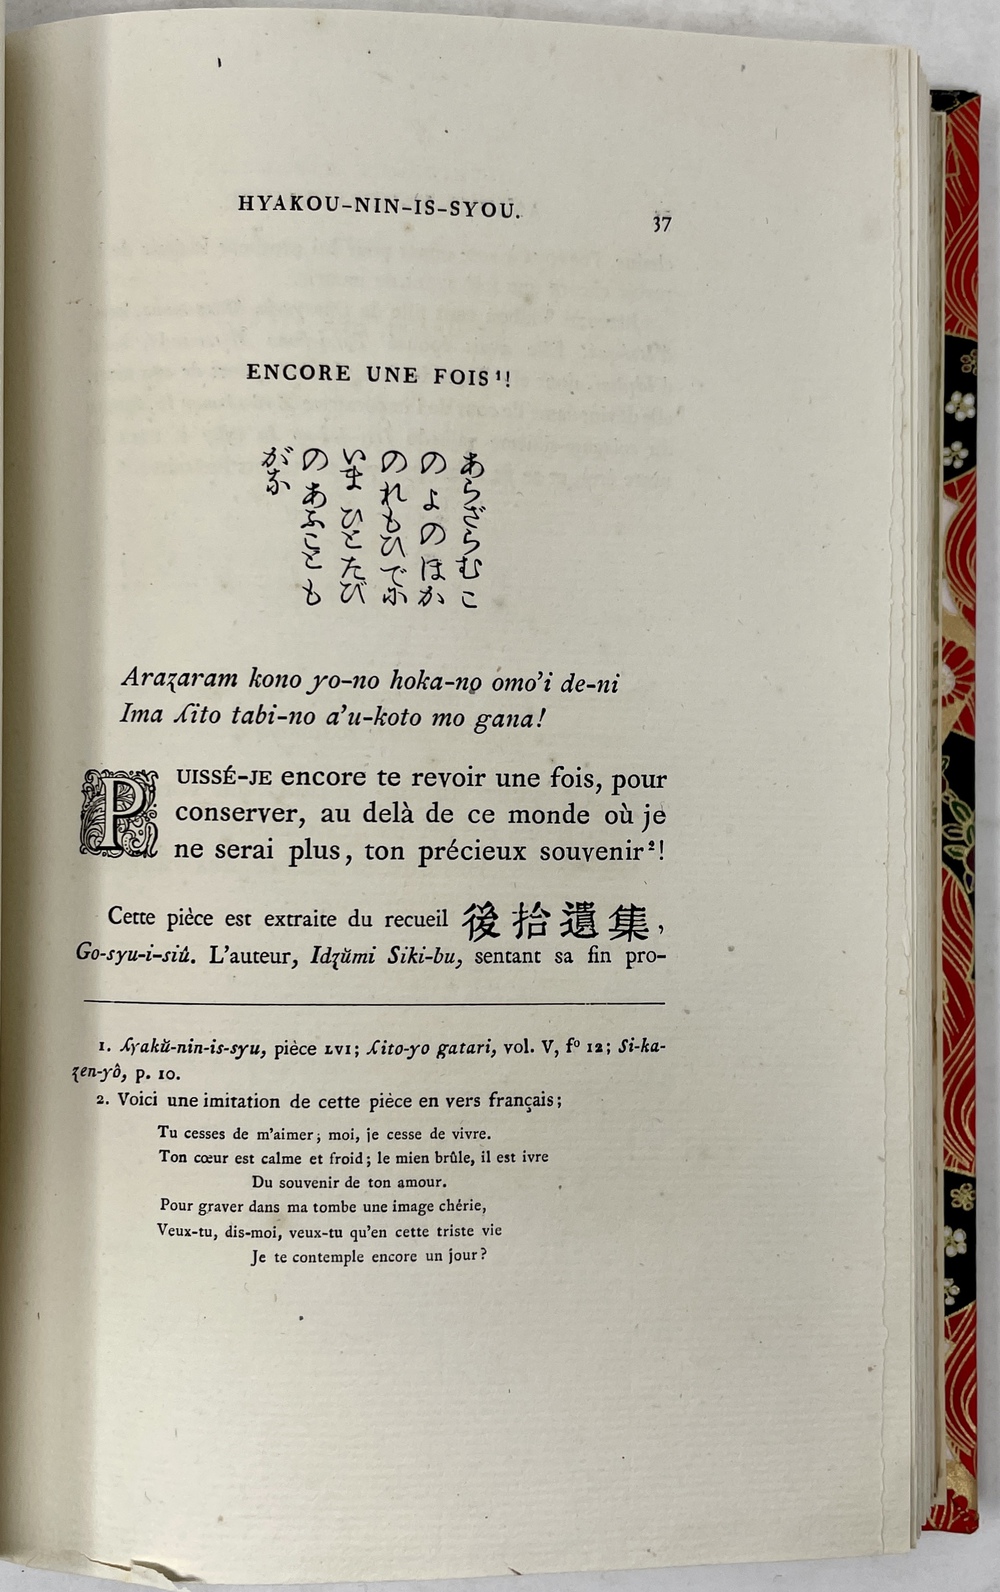 HYAKOU-NIN-IS-SYOU.
37
ENCORE UNE FOIS¹!
あらざらむこ
のよのほか
のれもひでに
いま ひとたび
の あふことも
がな
Araʒaram kono yo-no hoka-no omo'i de-ni
Ima ʎito tabi-no a'u-koto mo gana!
PUISSÉ-JE encore te revoir une fois, pour
conserver, au delà de ce monde où je
ne serai plus, ton précieux souvenir²!
Cette pièce est extraite du recueil 後拾遺集,
Go-syu-i-siû. L'auteur, Idʒŭmi Siki-bu, sentant sa fin pro-
1. ʎyakŭ-nin-is-syu, pièce LVI; ʎito-yo gatari, vol. V, fº 12; Si-ka-
ʒen-yô, p. 10.
2. Voici une imitation de cette pièce en vers français;
Tu cesses de m'aimer; moi, je cesse de vivre.
Ton cœur est calme et froid; le mien brûle, il est ivre
Du souvenir de ton amour.
Pour graver dans ma tombe une image chérie,
Veux-tu, dis-moi, veux-tu qu'en cette triste vie
Je te contemple encore un jour?